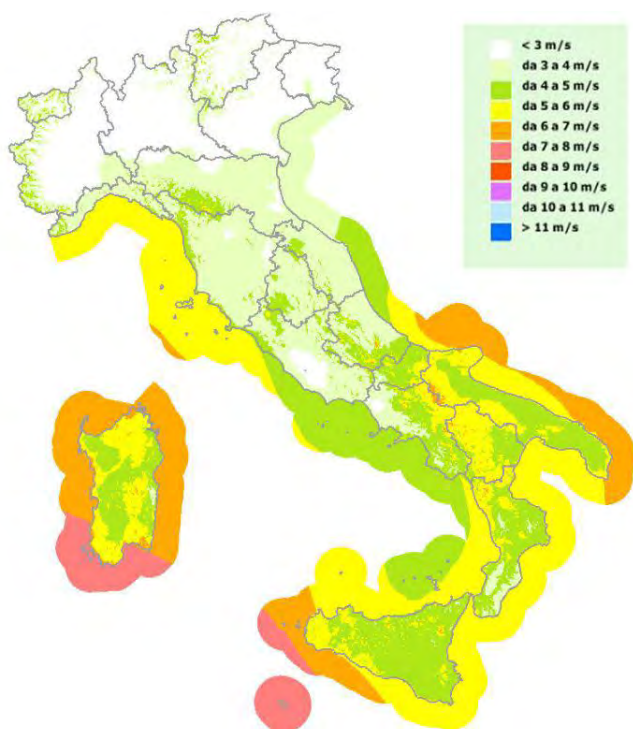 < 3 m/s
da 3 a 4 m/s
da 4 a 5 m/s
da 5 a 6 m/s
da 6 a 7 m/s
da 7 a 8 m/s
da 8 a 9 m/s
da 9 a 10 m/s
da 10 a 11 m/s
> 11 m/s